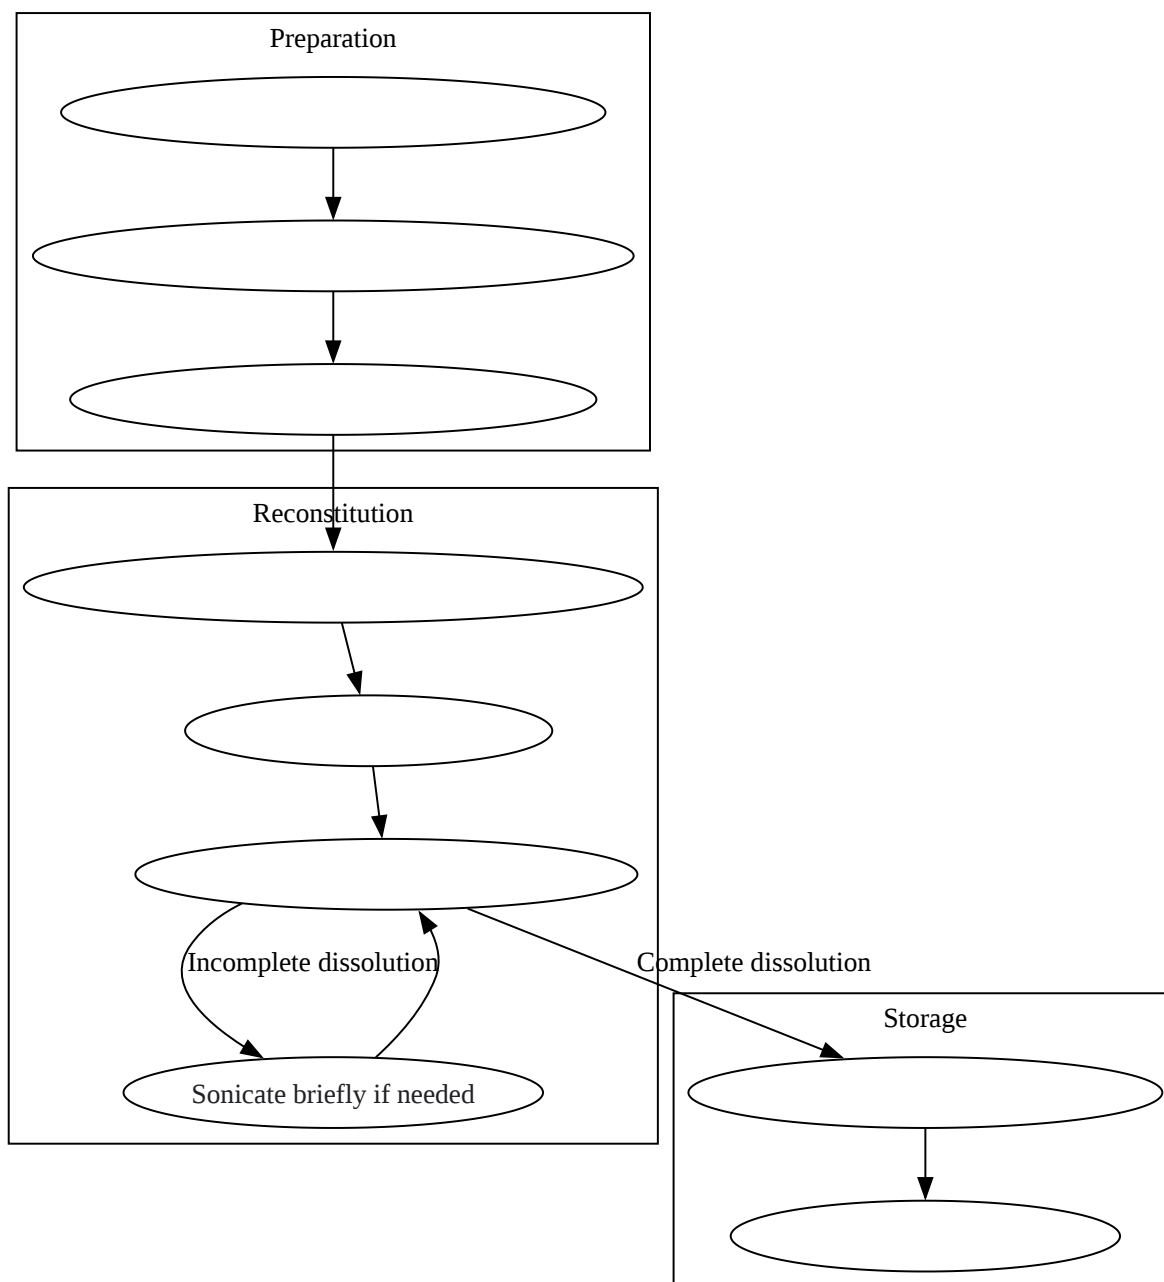 Preparation
Reconstitution
Incomplete dissolution
Complete dissolution
Storage
Sonicate briefly if needed